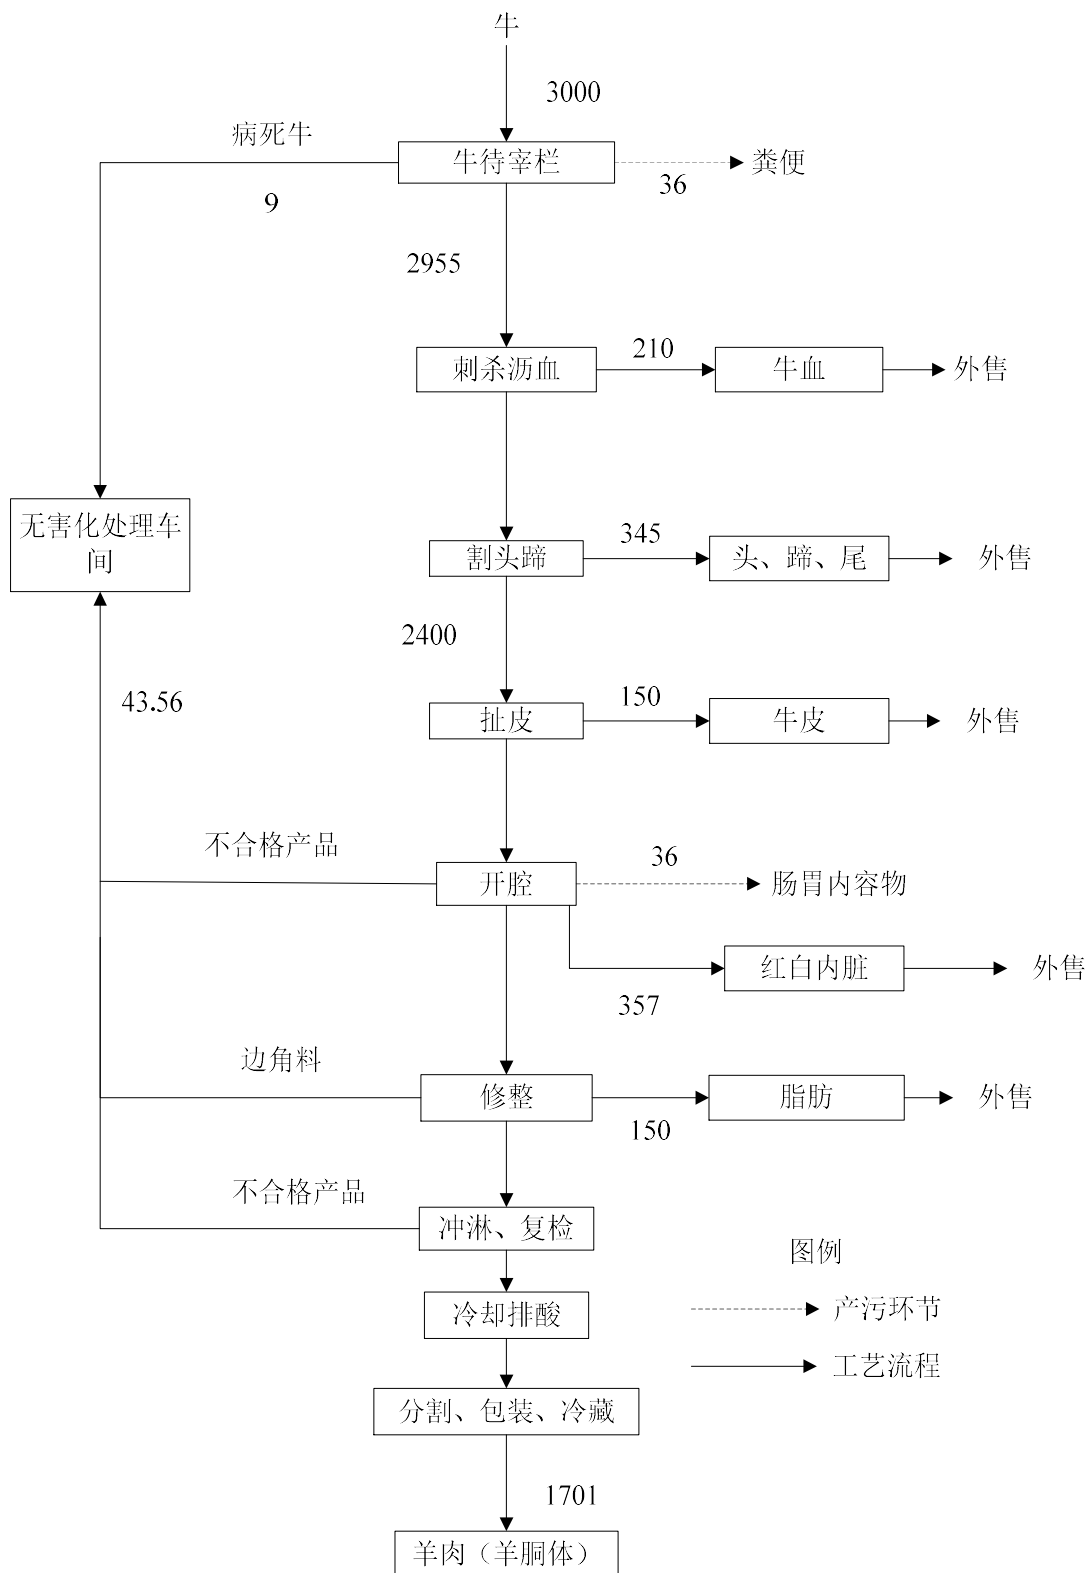 牛
3000
病死牛
牛待宰栏
粪便
36
9
2955
刺杀沥血
210
牛血
外售
无害化处理车
间
割头蹄
345
头、蹄、尾
外售
2400
43.56
扯皮
150
牛皮
外售
不合格产品
开腔
36
肠胃内容物
红白内脏
外售
357
边角料
修整
脂肪
外售
150
不合格产品
冲淋、复检
图例
冷却排酸
产污环节
工艺流程
分割、包装、冷藏
1701
羊肉（羊胴体）